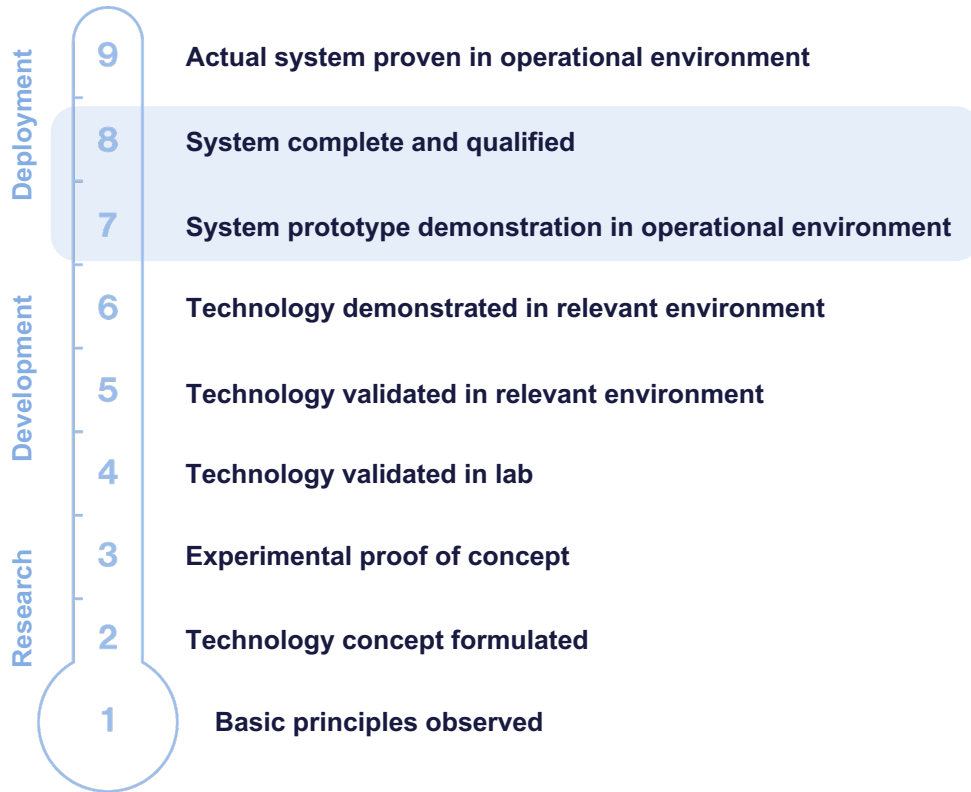 Deployment
9 Actual system proven in operational environment
8 System complete and qualified
7 System prototype demonstration in operational environment
Development
6 Technology demonstrated in relevant environment
5 Technology validated in relevant environment
4 Technology validated in lab
Research
3 Experimental proof of concept
2 Technology concept formulated
1 Basic principles observed